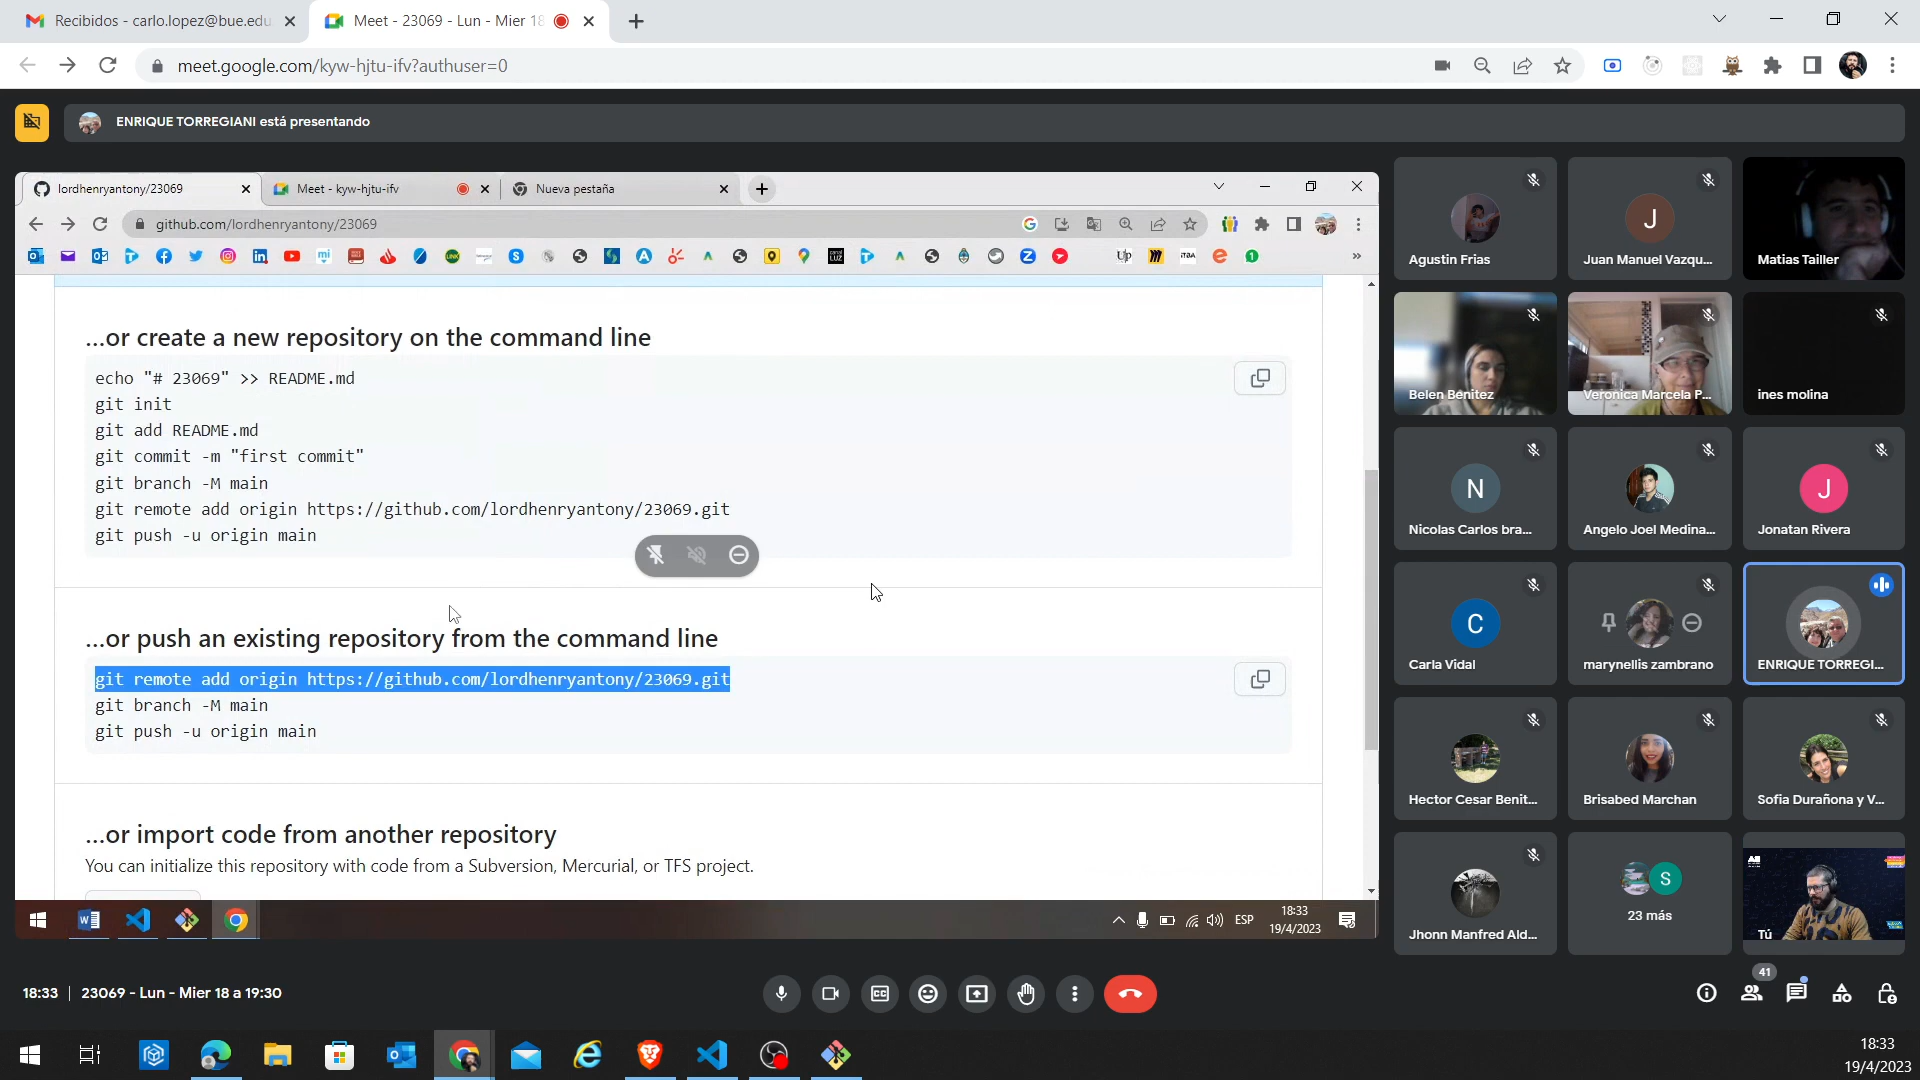 Recibidos - carlo.lopez@bue.edu
Meet - 23069 - Lun - Mier 18
meet.google.com/kyw-hjtu-ifv?authuser=0
ENRIQUE TORREGIANI está presentando
lordhenryantony/23069
Meet - kyw-hjtu-ifv
Nueva pestaña
github.com/lordhenryantony/23069
...or create a new repository on the command line
echo "# 23069" >> README.md
git init
git add README.md
git commit -m "first commit"
git branch -M main
git remote add origin https://github.com/lordhenryantony/23069.git
git push -u origin main
...or push an existing repository from the command line
git remote add origin https://github.com/lordhenryantony/23069.git
git branch -M main
git push -u origin main
...or import code from another repository
You can initialize this repository with code from a Subversion, Mercurial, or TFS project.
ESP
18:33
19/4/2023
Agustin Frias
J
Juan Manuel Vazqu...
Matias Tailler
Belen Benitez
Veronica Marcela P...
ines molina
N
Nicolas Carlos bra...
Angelo Joel Medina...
J
Jonatan Rivera
C
Carla Vidal
marynellis zambrano
ENRIQUE TORREGI...
Hector Cesar Benit...
Brisabed Marchan
Sofia Durañona y V...
Jhonn Manfred Ald...
S
23 más
Tú
18:33 | 23069 - Lun - Mier 18 a 19:30
41
18:33
19/4/2023